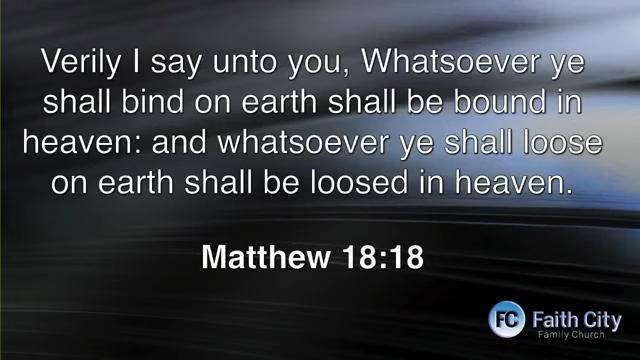 Verily I say unto you, Whatsoever ye
shall bind on earth shall be bound in
heaven: and whatsoever ye shall loose
on earth shall be loosed in heaven.
Matthew 18:18
FC Faith City
Family Church